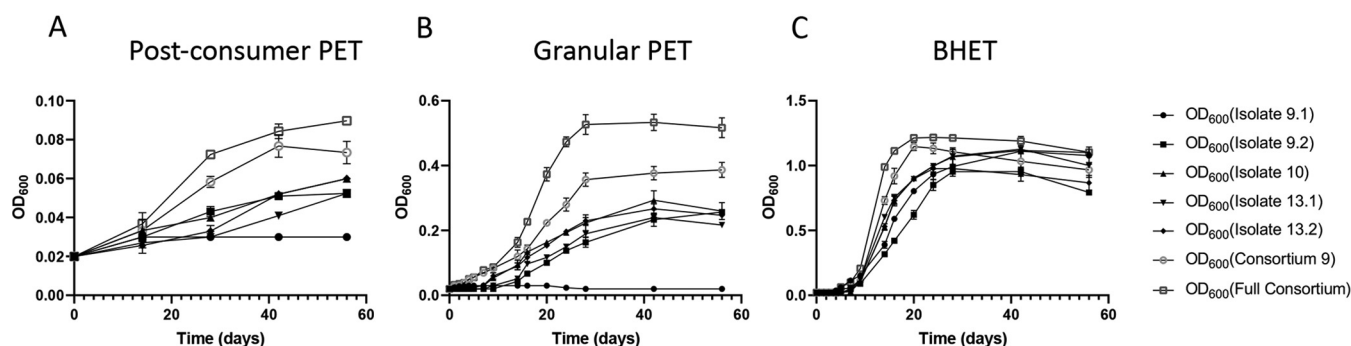 A
Post-consumer PET
OD600
0.10
0.08
0.06
0.04
0.02
0.00
0
20
40
60
Time (days)
B
Granular PET
OD600
0.6
0.4
0.2
0.0
0
20
40
60
Time (days)
C
BHET
OD600
1.5
1.0
0.5
0.0
0
20
40
60
Time (days)
OD600(Isolate 9.1)
OD600(Isolate 9.2)
OD600(Isolate 10)
OD600(Isolate 13.1)
OD600(Isolate 13.2)
OD600(Consortium 9)
OD600(Full Consortium)